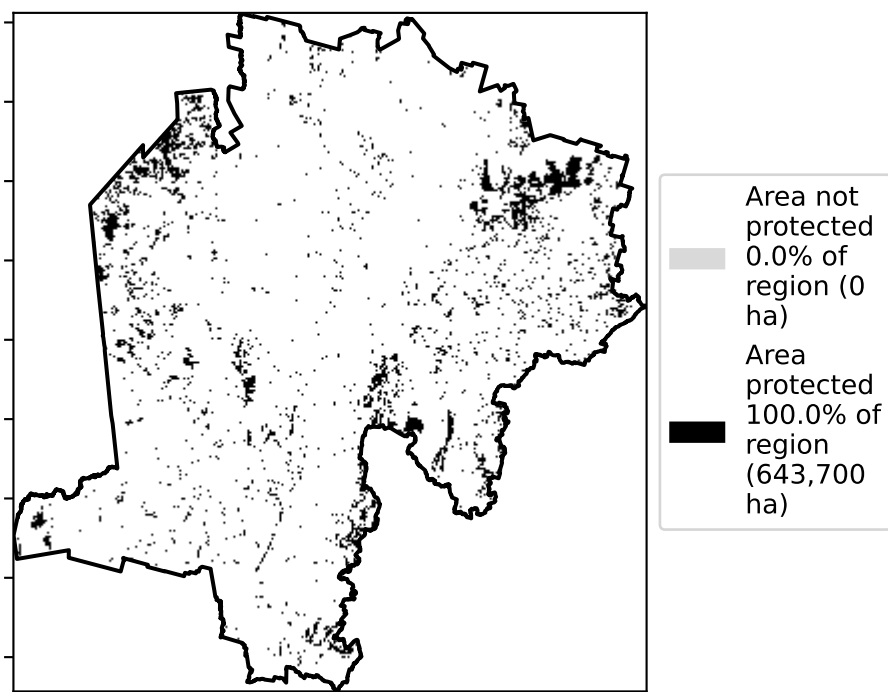 Area not
protected
0.0% of
region (0
ha)
Area
protected
100.0% of
region
(643,700
ha)